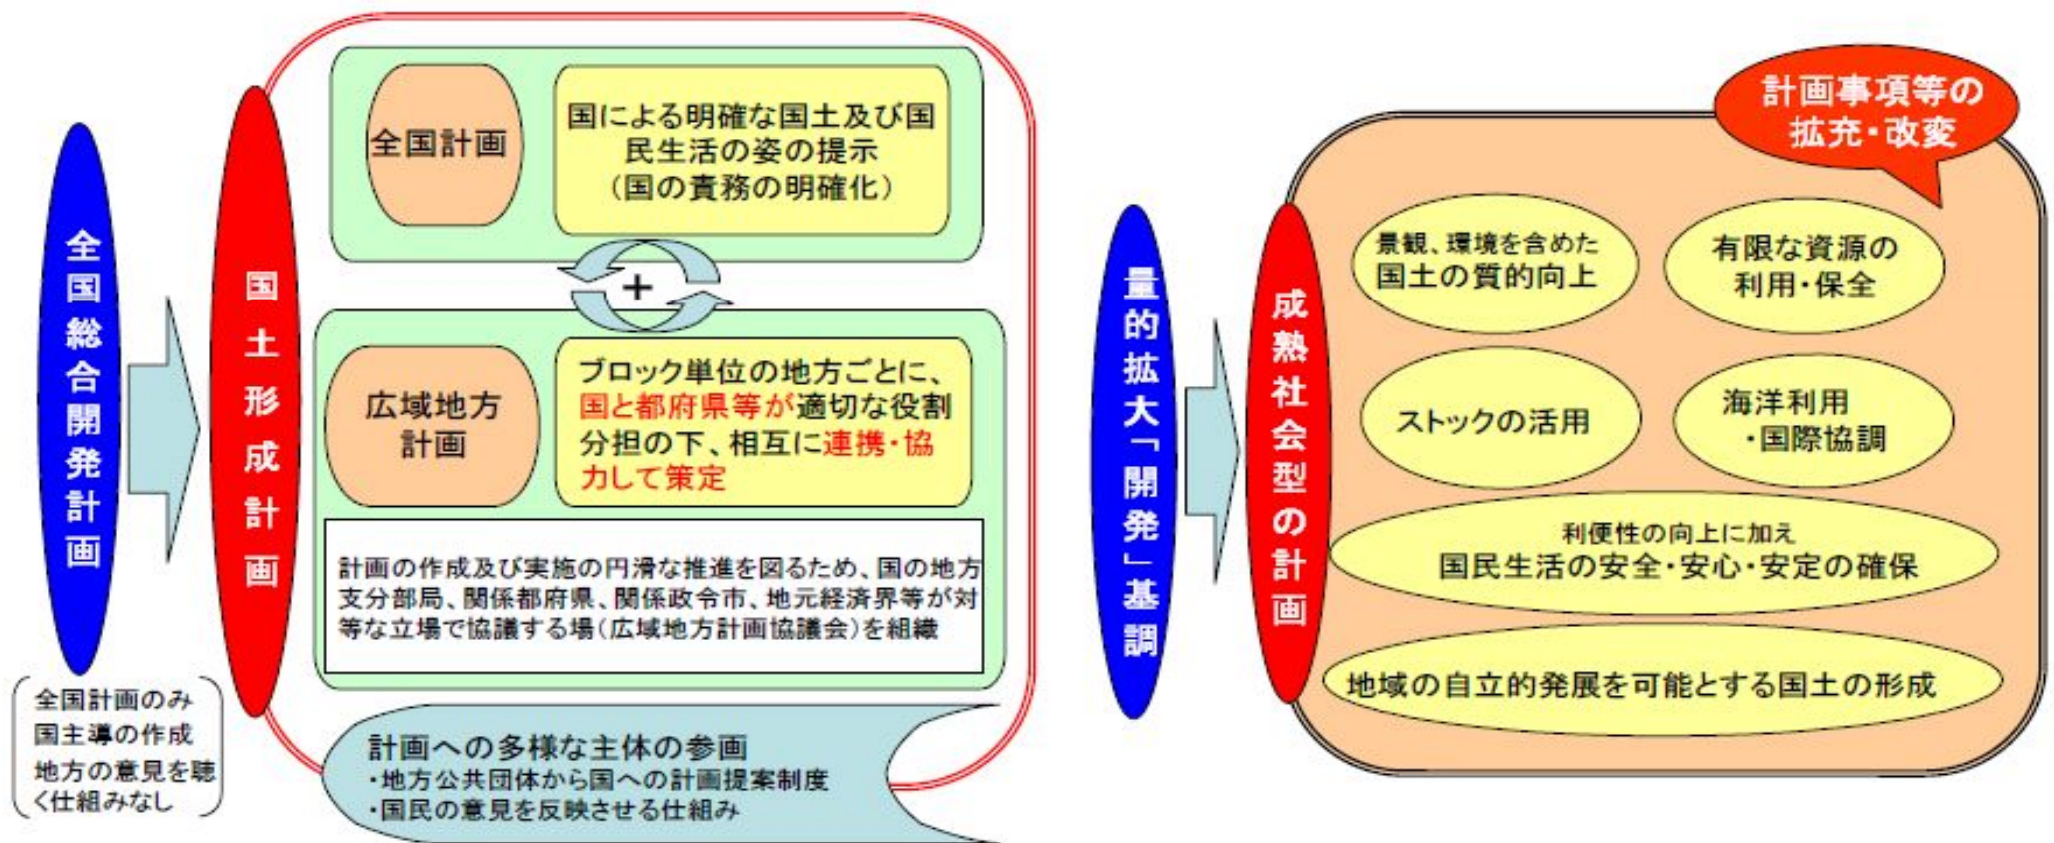 全国総合開発計画
全国計画のみ
国主導の作成
地方の意見を聴
く仕組みなし
国土形成計画
全国計画
国による明確な国土及び国
民生活の姿の提示
（国の責務の明確化）
＋
広域地方
計画
ブロック単位の地方ごとに、
国と都府県等が適切な役割
分担の下、相互に連携・協
力して策定
計画の作成及び実施の円滑な推進を図るため、国の地方
支分部局、関係都府県、関係政令市、地元経済界等が対
等な立場で協議する場（広域地方計画協議会）を組織
計画への多様な主体の参画
・地方公共団体から国への計画提案制度
・国民の意見を反映させる仕組み
量的拡大「開発」基調
成熟社会型の計画
計画事項等の
拡充・改変
景観、環境を含めた
国土の質的向上
有限な資源の
利用・保全
ストックの活用
海洋利用
・国際協調
利便性の向上に加え
国民生活の安全・安心・安定の確保
地域の自立的発展を可能とする国土の形成